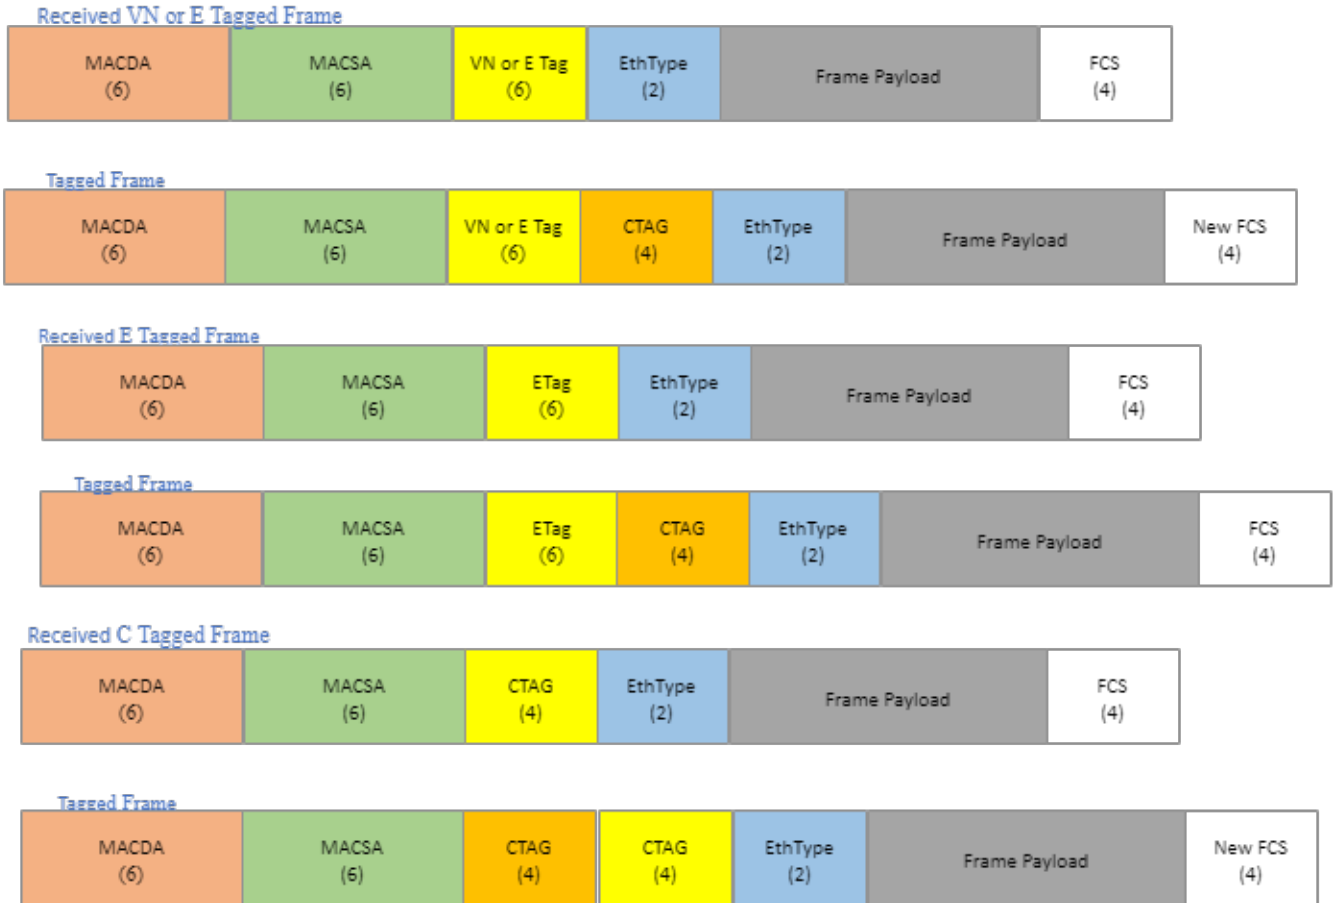 Received VN or E Tagged Frame
MACDA MACSA VN or E Tag EthType Frame Payload FCS
(6) (6) (6) (2) (4)
Tagged Frame
MACDA MACSA VN or E Tag CTAG EthType Frame Payload New FCS
(6) (6) (6) (4) (2) (4)
Received E Tagged Frame
MACDA MACSA ETag EthType Frame Payload FCS
(6) (6) (6) (2) (4)
Tagged Frame
MACDA MACSA ETag CTAG EthType Frame Payload FCS
(6) (6) (6) (4) (2) (4)
Received C Tagged Frame
MACDA MACSA CTAG EthType Frame Payload FCS
(6) (6) (4) (2) (4)
Tagged Frame
MACDA MACSA CTAG CTAG EthType Frame Payload New FCS
(6) (6) (4) (4) (2) (4)